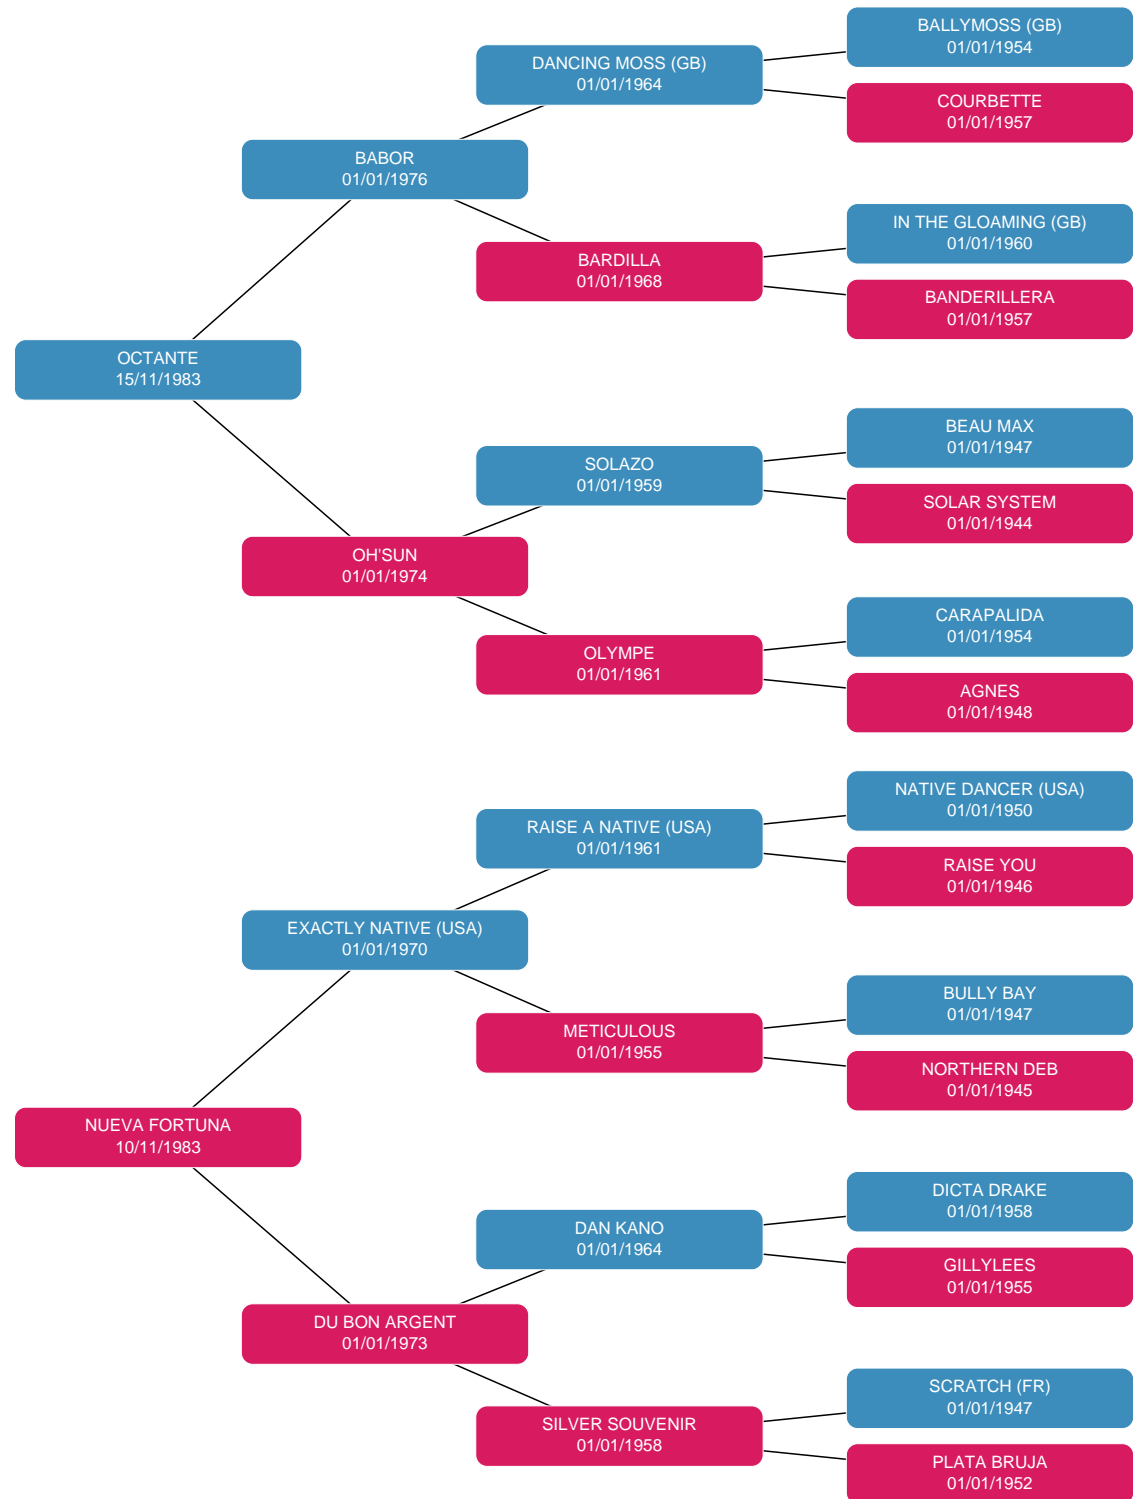 BALLYMOSS (GB)
01/01/1954
DANCING MOSS (GB)
01/01/1964
COURBETTE
01/01/1957
BABOR
01/01/1976
IN THE GLOAMING (GB)
01/01/1960
BARDILLA
01/01/1968
BANDERILLERA
01/01/1957
OCTANTE
15/11/1983
BEAU MAX
01/01/1947
SOLAZO
01/01/1959
SOLAR SYSTEM
01/01/1944
OH'SUN
01/01/1974
CARAPALIDA
01/01/1954
OLYMPE
01/01/1961
AGNES
01/01/1948
NATIVE DANCER (USA)
01/01/1950
RAISE A NATIVE (USA)
01/01/1961
RAISE YOU
01/01/1946
EXACTLY NATIVE (USA)
01/01/1970
BULLY BAY
01/01/1947
METICULOUS
01/01/1955
NORTHERN DEB
01/01/1945
NUEVA FORTUNA
10/11/1983
DICTA DRAKE
01/01/1958
DAN KANO
01/01/1964
GILLYLEES
01/01/1955
DU BON ARGENT
01/01/1973
SCRATCH (FR)
01/01/1947
SILVER SOUVENIR
01/01/1958
PLATA BRUJA
01/01/1952